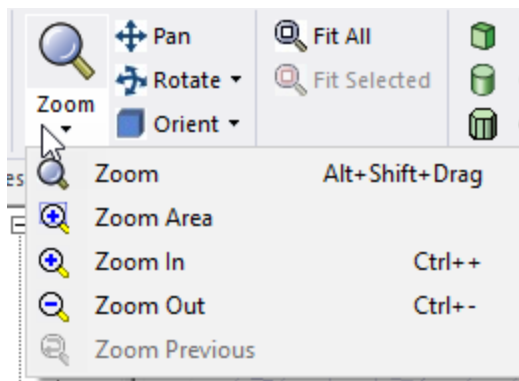 Pan
Fit All
Rotate
Fit Selected
Zoom
Orient
es
Zoom Alt+Shift+Drag
Zoom Area
Zoom In Ctrl++
Zoom Out Ctrl+-
Zoom Previous